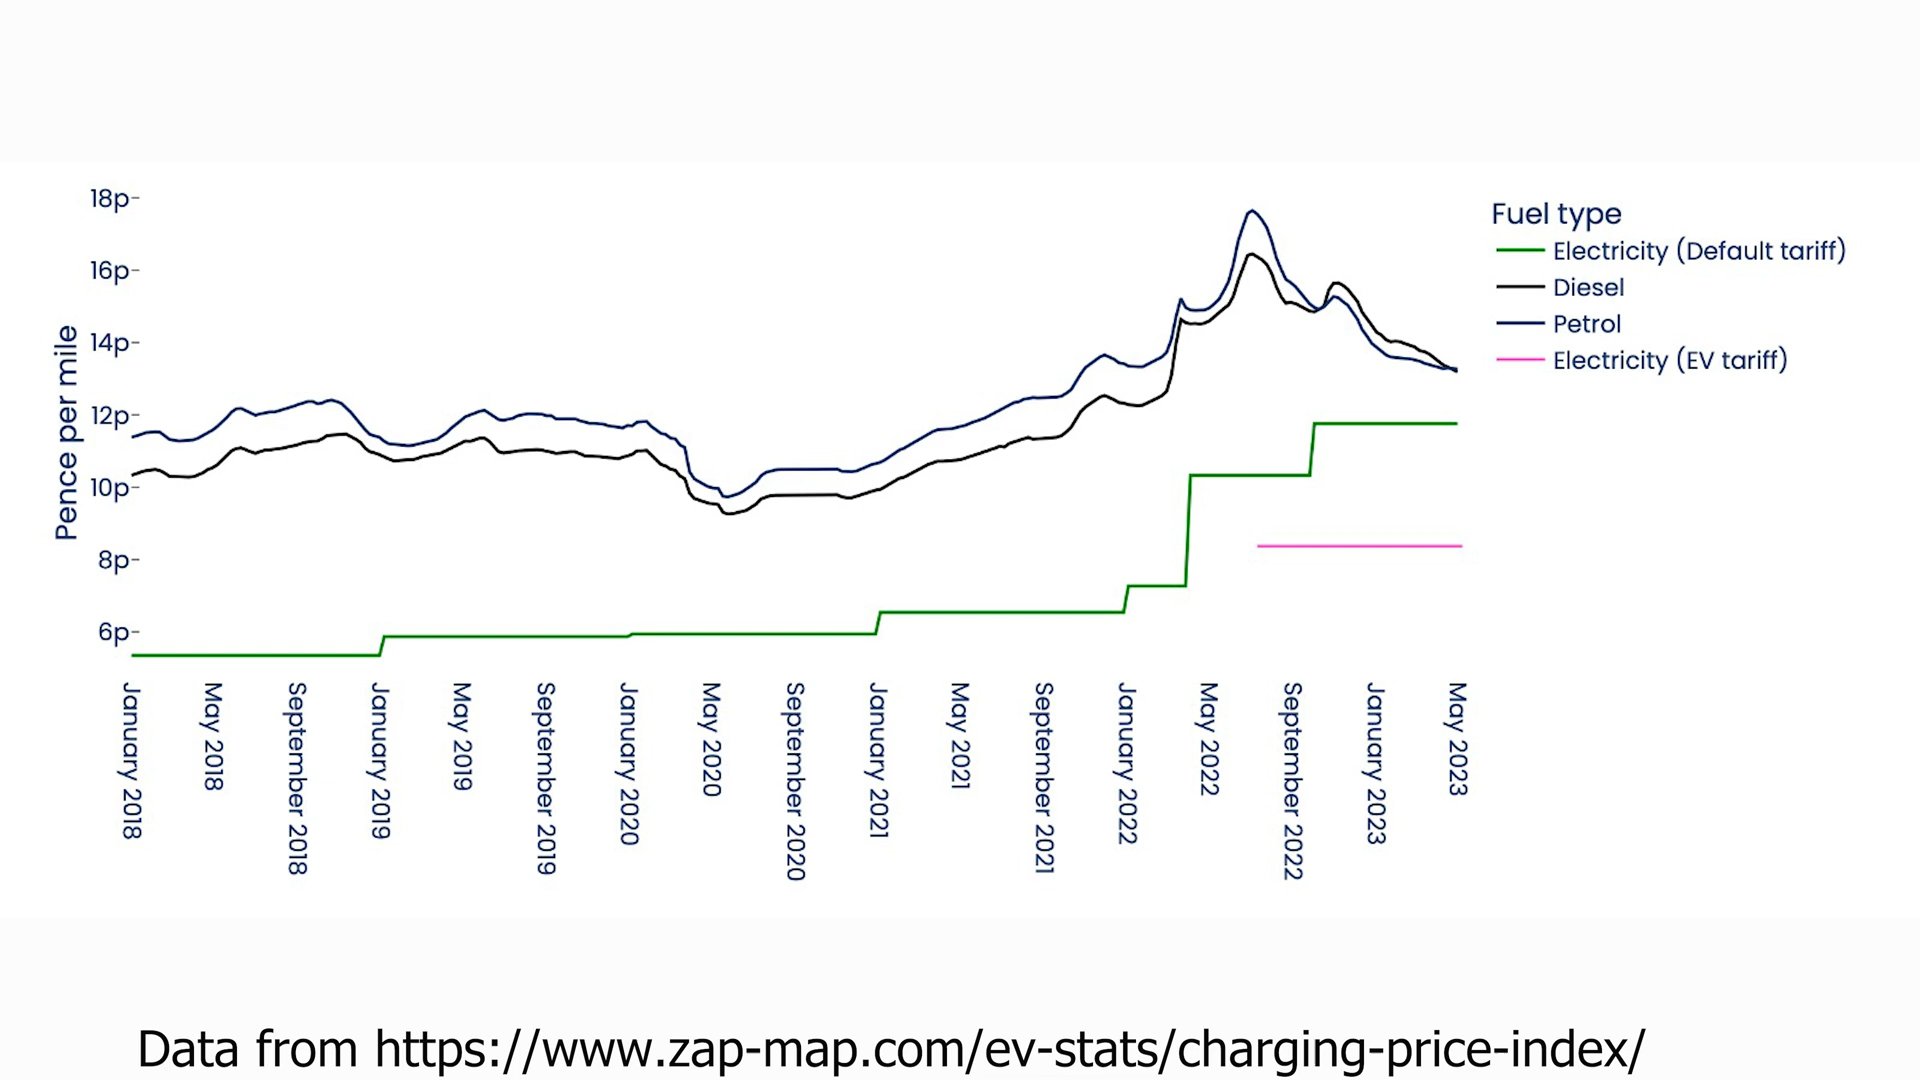 18p
16p
14p
12p
10p
8p
6p
Pence per mile
January 2018
May 2018
September 2018
January 2019
May 2019
September 2019
January 2020
May 2020
September 2020
January 2021
May 2021
September 2021
January 2022
May 2022
September 2022
January 2023
May 2023
Fuel type
Electricity (Default tariff)
Diesel
Petrol
Electricity (EV tariff)
Data from https://www.zap-map.com/ev-stats/charging-price-index/